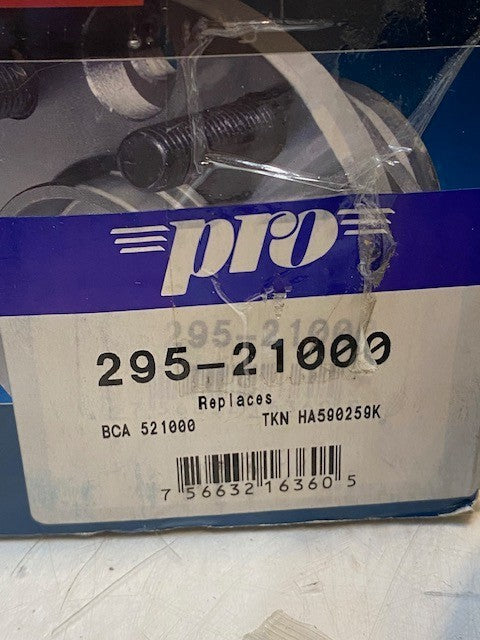 pro
295-21000
295-21000
Replaces
BCA 521000 TKN HA590259K
7 56632 16360 5